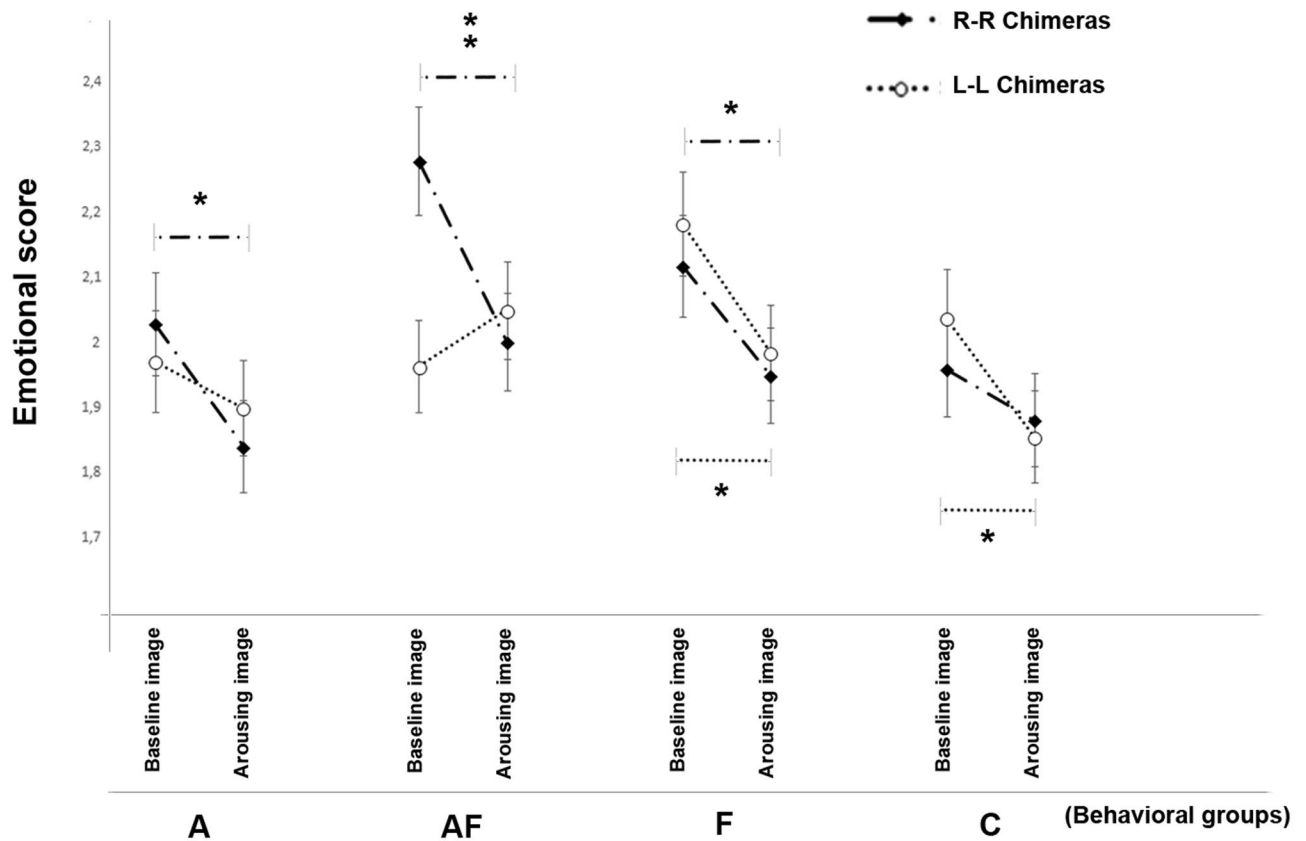 R-R Chimeras
L-L Chimeras
Emotional score
2,4
2,3
2,2
2,1
2
1,9
1,8
1,7
*
*
*
*
*
*
Baseline image
Arousing image
Baseline image
Arousing image
Baseline image
Arousing image
Baseline image
Arousing image
A
AF
F
C
(Behavioral groups)